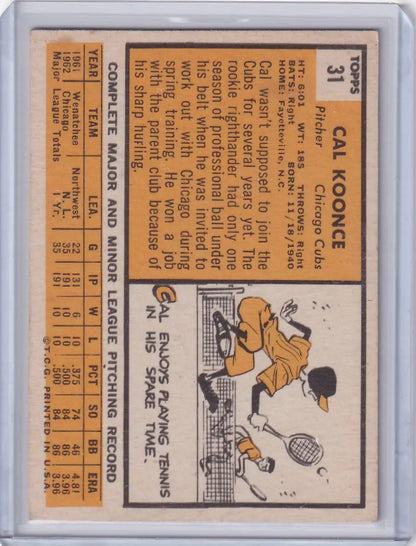 TOPPS
31
CAL KOONCE
Pitcher Chicago Cubs
HT: 6:01 WT: 185 THROWS: Right
BATS: Right BORN: 11/18/1940
HOME: Fayetteville, N.C.
Cal wasn't supposed to join the
Cubs for several years yet. The
rookie righthander had only one
season of professional ball under
his belt when he was invited to
work out with Chicago during
spring training. He won a job
with the parent club because of
his sharp hurling.
CAL ENJOYS PLAYING TENNIS
IN HIS SPARE TIME.
COMPLETE MAJOR AND MINOR LEAGUE PITCHING RECORD
YEAR TEAM LEA. G IP W L PCT SO BB ERA
1961 Wenatchee Northwest 22 131 6 10 .375 74 46 4.81
1962 Chicago N.L. 35 191 10 10 .500 84 86 3.96
Major League Totals 1 Yr. 35 191 10 10 .500 84 86 3.96
©T.C.G. PRINTED IN U.S.A.